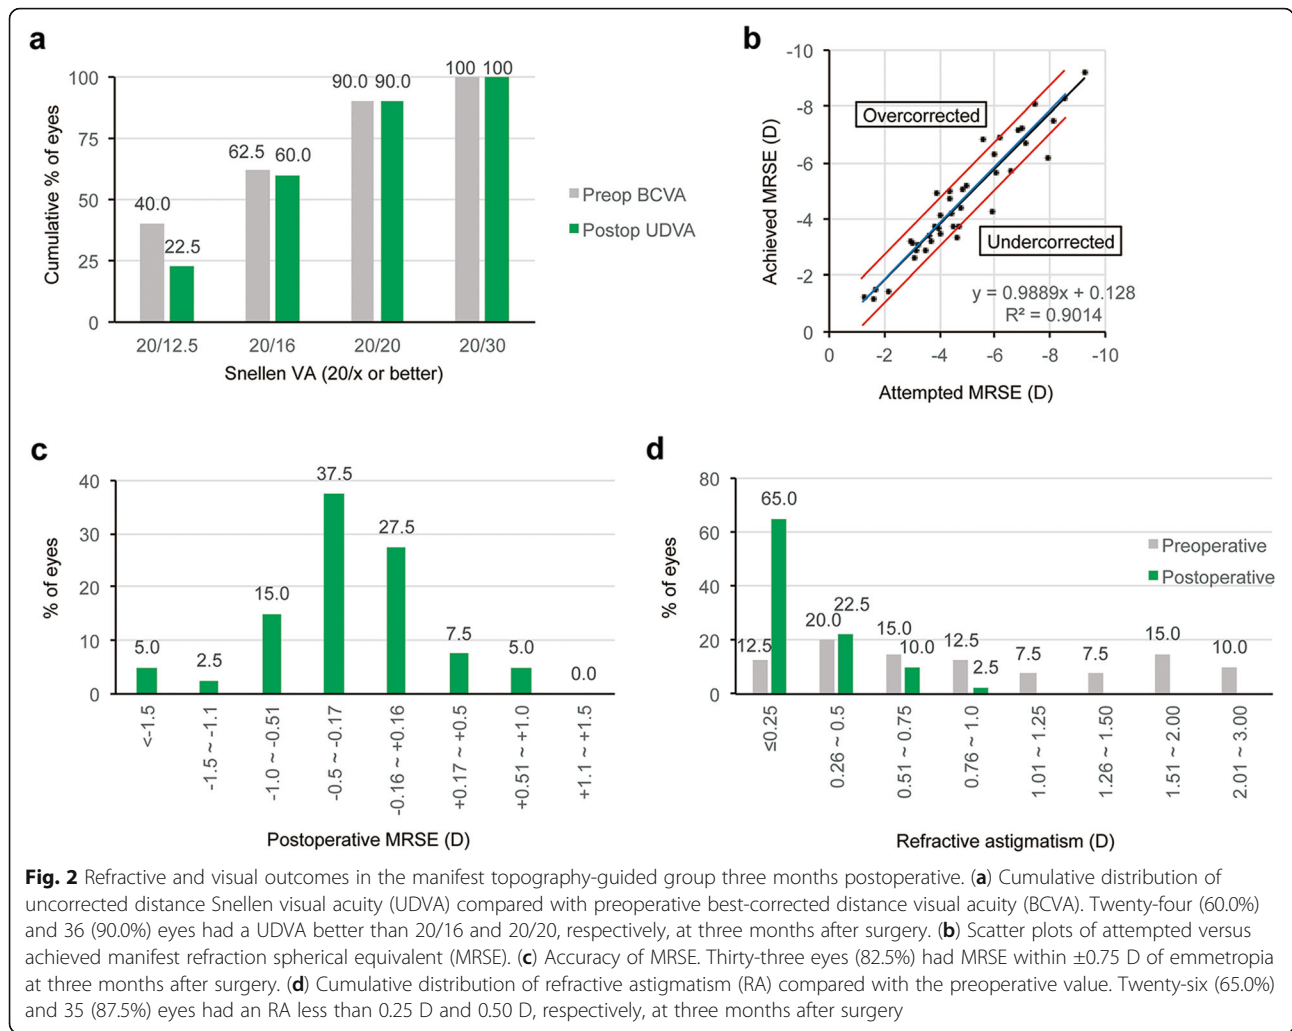 a
Cumulative % of eyes
100
75
50
25
0
40.0
22.5
62.5
60.0
90.0 90.0
100 100
20/12.5 20/16 20/20 20/30
Snellen VA (20/x or better)
Preop BCVA
Postop UDVA
b
Achieved MRSE (D)
-10
-8
-6
-4
-2
0
Overcorrected
Undercorrected
y = 0.9889x + 0.128
R² = 0.9014
0 -2 -4 -6 -8 -10
Attempted MRSE (D)
c
% of eyes
40
30
20
10
0
5.0
2.5
15.0
37.5
27.5
7.5
5.0
0.0
<-1.5
-1.5 ~ -1.1
-1.0 ~ -0.51
-0.5 ~ -0.17
-0.16 ~ +0.16
+0.17 ~ +0.5
+0.51 ~ +1.0
+1.1 ~ +1.5
Postoperative MRSE (D)
d
% of eyes
80
60
40
20
0
12.5
65.0
20.0
22.5
15.0
10.0
12.5
2.5
7.5
7.5
15.0
10.0
Preoperative
Postoperative
≤0.25
0.26 ~ 0.5
0.51 ~ 0.75
0.76 ~ 1.0
1.01 ~ 1.25
1.26 ~ 1.50
1.51 ~ 2.00
2.01 ~ 3.00
Refractive astigmatism (D)
Fig. 2 Refractive and visual outcomes in the manifest topography-guided group three months postoperative. (a) Cumulative distribution of
uncorrected distance Snellen visual acuity (UDVA) compared with preoperative best-corrected distance visual acuity (BCVA). Twenty-four (60.0%)
and 36 (90.0%) eyes had a UDVA better than 20/16 and 20/20, respectively, at three months after surgery. (b) Scatter plots of attempted versus
achieved manifest refraction spherical equivalent (MRSE). (c) Accuracy of MRSE. Thirty-three eyes (82.5%) had MRSE within ±0.75 D of emmetropia
at three months after surgery. (d) Cumulative distribution of refractive astigmatism (RA) compared with the preoperative value. Twenty-six (65.0%)
and 35 (87.5%) eyes had an RA less than 0.25 D and 0.50 D, respectively, at three months after surgery